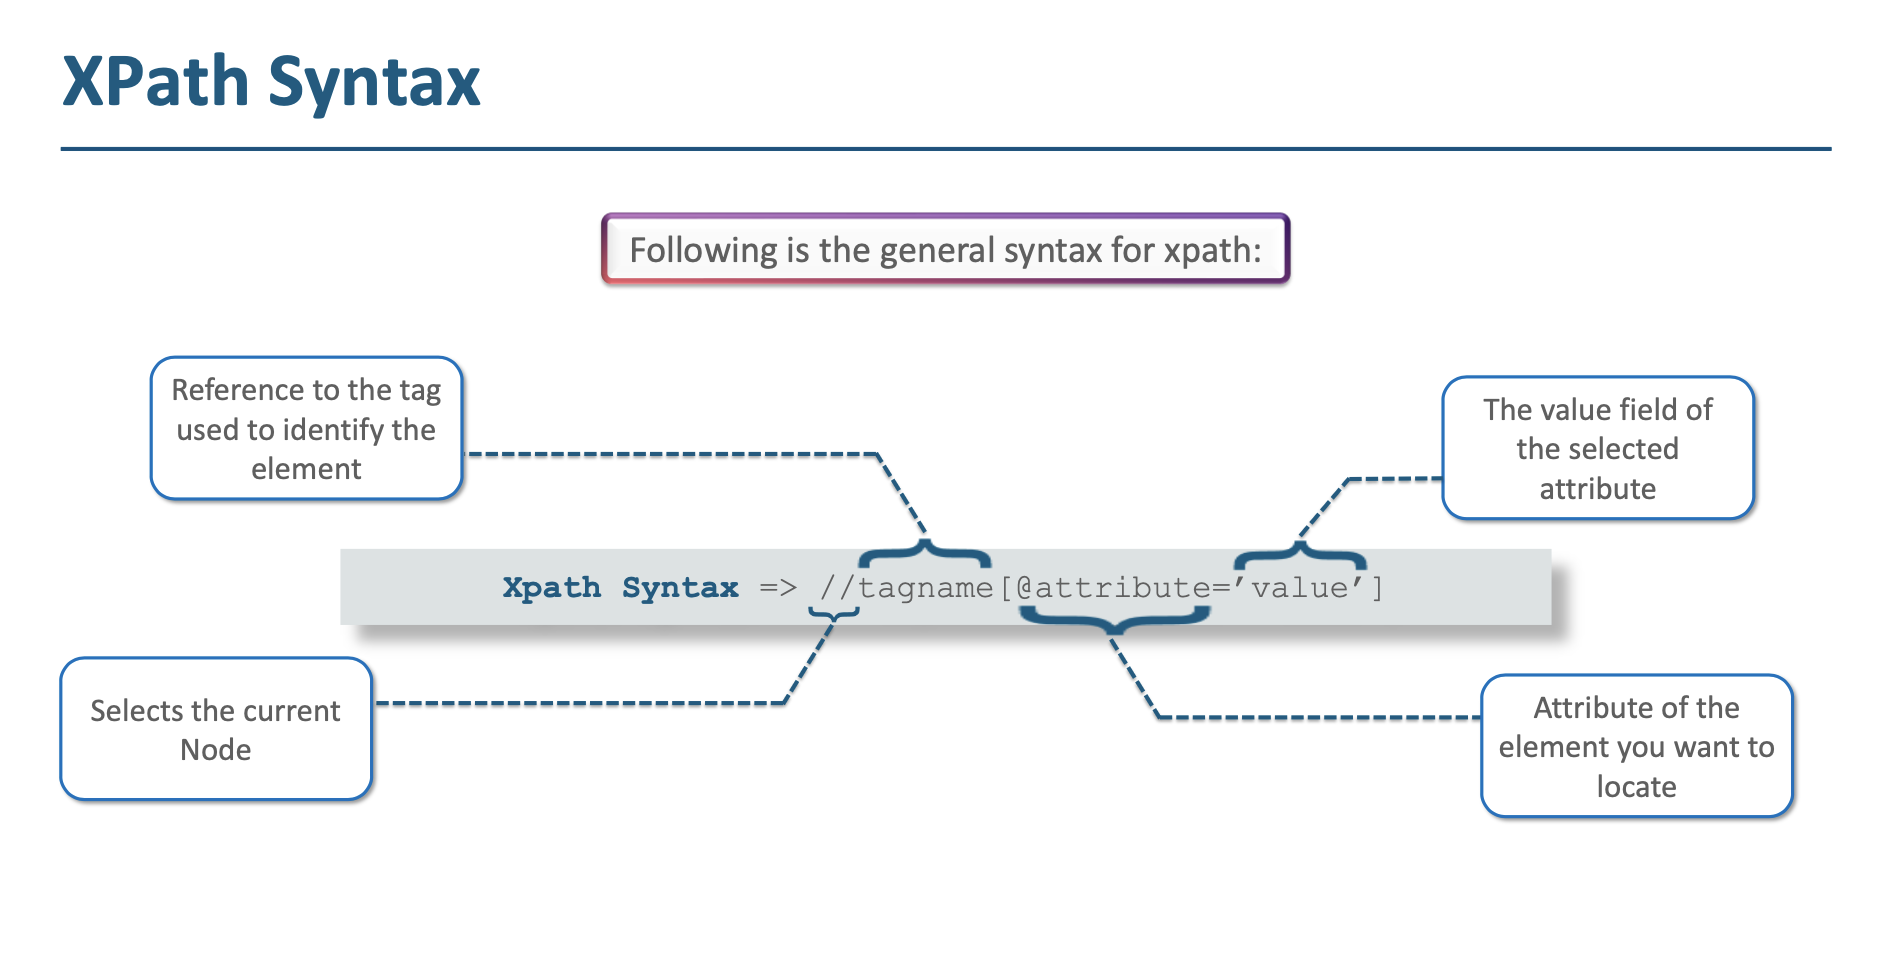 XPath Syntax
Following is the general syntax for xpath:
Reference to the tag
used to identify the
element
The value field of
the selected
attribute
Xpath Syntax => //tagname[@attribute=’value’]
Selects the current
Node
Attribute of the
element you want to
locate